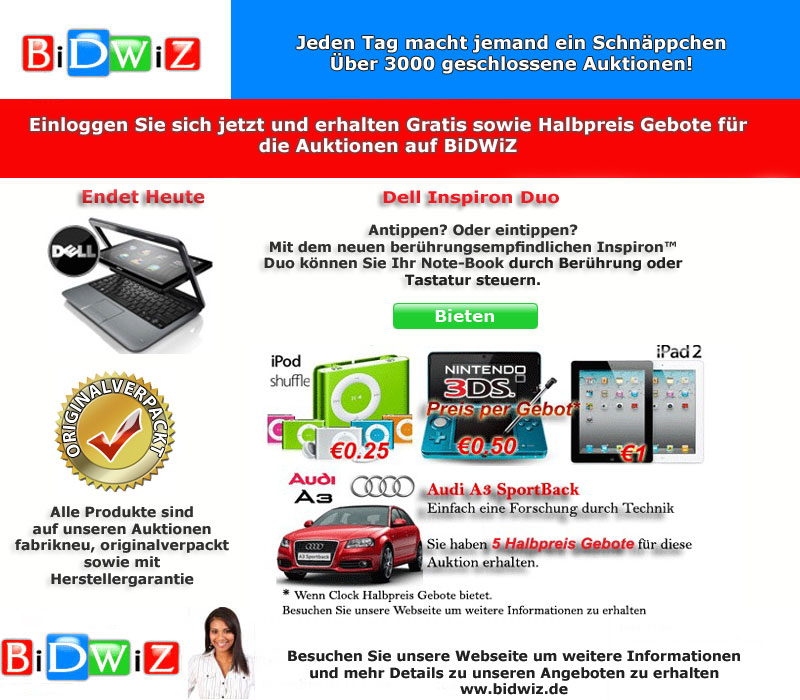 BiDWiZ
Jeden Tag macht jemand ein Schnäppchen
Über 3000 geschlossene Auktionen!
Einloggen Sie sich jetzt und erhalten Gratis sowie Halbpreis Gebote für
die Auktionen auf BiDWiZ
Endet Heute
DELL
Dell Inspiron Duo
Antippen? Oder eintippen?
Mit dem neuen berührungsempfindlichen Inspiron™
Duo können Sie Ihr Note-Book durch Berührung oder
Tastatur steuern.
Bieten
iPod
shuffle
€0.25
NINTENDO
3DS.
Preis per Gebot*
€0.50
iPad 2
€1
ORIGINALVERPACKT
Alle Produkte sind
auf unseren Auktionen
fabrikneu, originalverpackt
sowie mit
Herstellergarantie
Audi
A3
A3 SportBack
Audi A3 SportBack
Einfach eine Forschung durch Technik
Sie haben 5 Halbpreis Gebote für diese
Auktion erhalten.
* Wenn Clock Halbpreis Gebote bietet.
Besuchen Sie unsere Webseite um weitere Informationen zu erhalten
BiDWiZ
Besuchen Sie unsere Webseite um weitere Informationen
und mehr Details zu unseren Angeboten zu erhalten
www.bidwiz.de